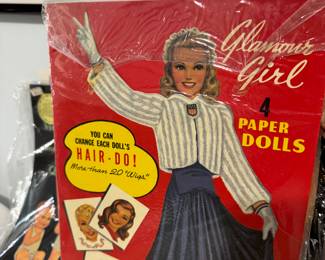 Glamour
Girl
4
PAPER
DOLLS
YOU CAN
CHANGE EACH DOLL'S
HAIR-DO!
More than 20 "Wigs"